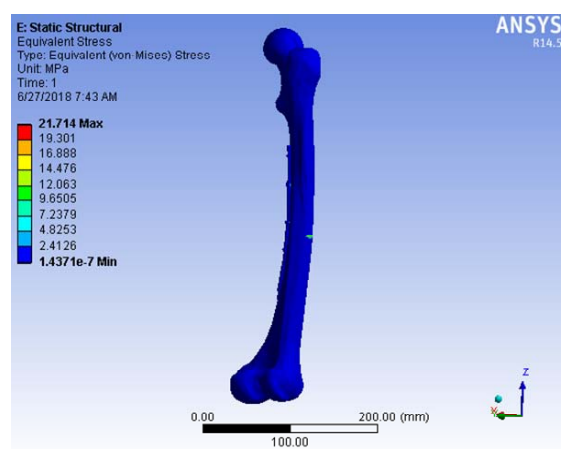 E: Static Structural
Equivalent Stress
Type: Equivalent (von-Mises) Stress
Unit: MPa
Time: 1
6/27/2018 7:43 AM
21.714 Max
19.301
16.888
14.476
12.063
9.6505
7.2379
4.8253
2.4126
1.4371e-7 Min
ANSYS
R14.5
0.00
200.00 (mm)
100.00
Z